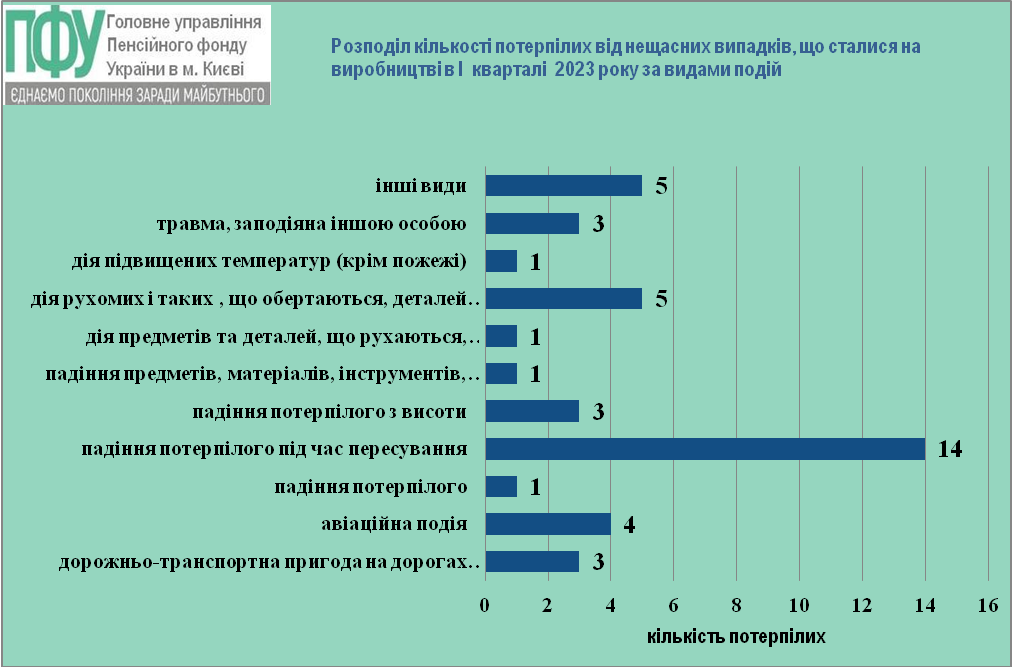 ПФУ
Головне управління
Пенсійного фонду
України в м. Києві
ЄДНАЄМО ПОКОЛІННЯ ЗАРАДИ МАЙБУТНЬОГО
Розподіл кількості потерпілих від нещасних випадків, що сталися на
виробництві в І кварталі 2023 року за видами подій
інші види 5
травма, заподіяна іншою особою 3
дія підвищених температур (крім пожежі) 1
дія рухомих і таких , що обертаються, деталей.. 5
дія предметів та деталей, що рухаються,.. 1
падіння предметів, матеріалів, інструментів,.. 1
падіння потерпілого з висоти 3
падіння потерпілого під час пересування 14
падіння потерпілого 1
авіаційна подія 4
дорожньо-транспортна пригода на дорогах.. 3
0 2 4 6 8 10 12 14 16
кількість потерпілих